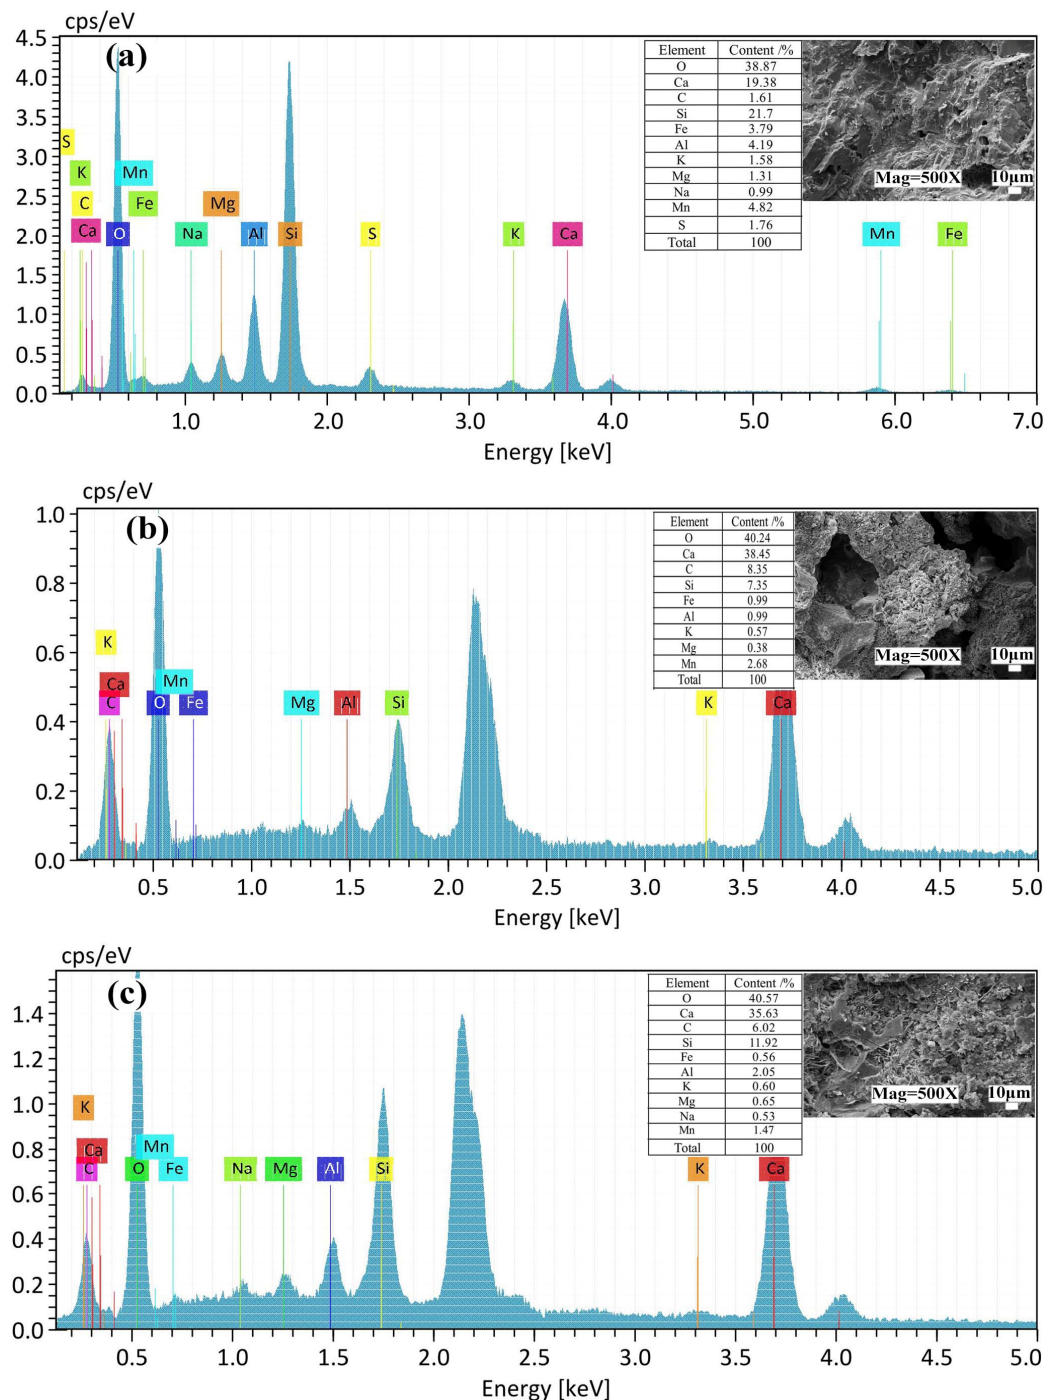 cps/eV
(a)
4.5
4.0
3.5
3.0
2.5
2.0
1.5
1.0
0.5
0.0
S
K Mn
C Fe Mg
Ca O Na Al Si S K Ca Mn Fe
Element Content /%
O 38.87
Ca 19.38
C 1.61
Si 21.7
Fe 3.79
Al 4.19
K 1.58
Mg 1.31
Na 0.99
Mn 4.82
S 1.76
Total 100
Mag=500X 10μm
1.0 2.0 3.0 4.0 5.0 6.0 7.0
Energy [keV]
cps/eV
(b)
1.0
0.8
0.6
0.4
0.2
0.0
K
Ca Mn
C O Fe Mg Al Si K Ca
Element Content /%
O 40.24
Ca 38.45
C 8.35
Si 7.35
Fe 0.99
Al 0.99
K 0.57
Mg 0.38
Mn 2.68
Total 100
Mag=500X 10μm
0.5 1.0 1.5 2.0 2.5 3.0 3.5 4.0 4.5 5.0
Energy [keV]
cps/eV
(c)
1.4
1.2
1.0
0.8
0.6
0.4
0.2
0.0
K
Ca Mn
C O Fe Na Mg Al Si K Ca
Element Content /%
O 40.57
Ca 35.63
C 6.02
Si 11.92
Fe 0.56
Al 2.05
K 0.60
Mg 0.65
Na 0.53
Mn 1.47
Total 100
Mag=500X 10μm
0.5 1.0 1.5 2.0 2.5 3.0 3.5 4.0 4.5 5.0
Energy [keV]